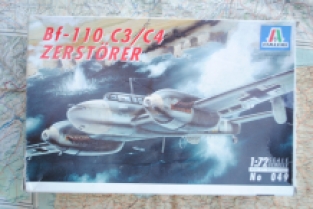 Bf-110 C3/C4
ZERSTÖRER
ITALERI
1:72
No 049